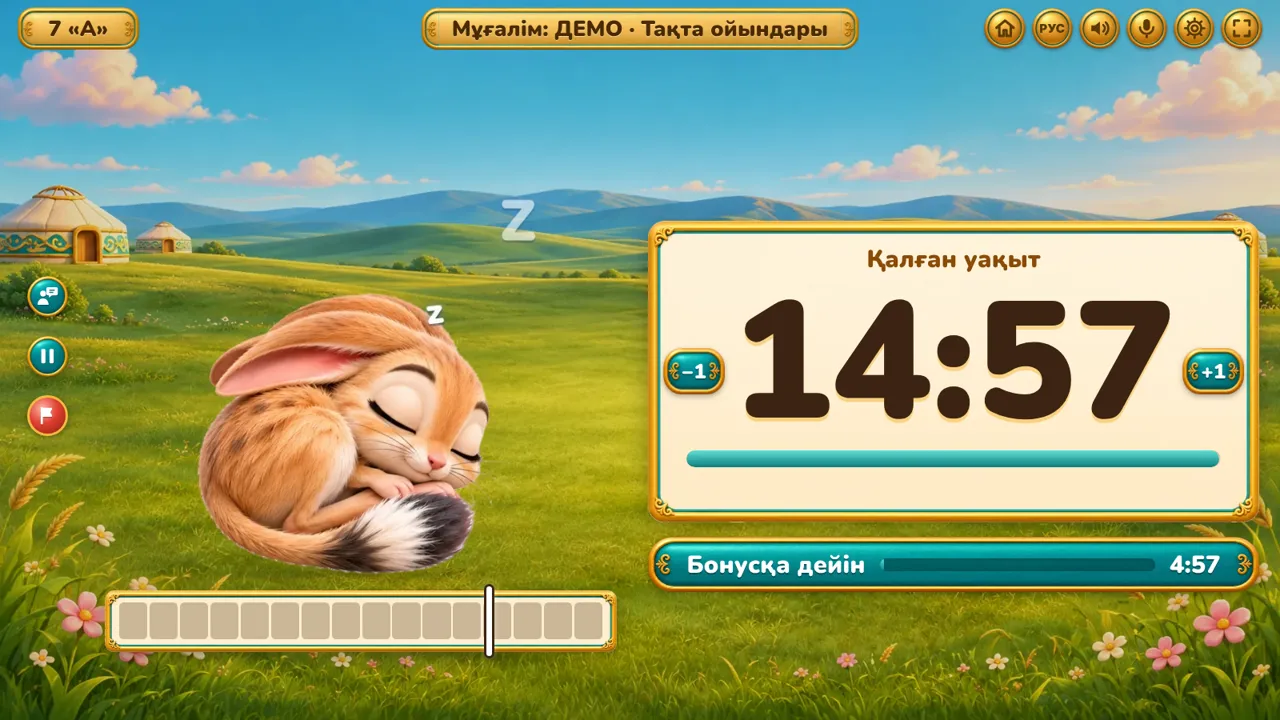 7 «А»
Мұғалім: ДЕМО · Тақта ойындары
РУС
Z
z
Қалған уақыт
−1
14:57
+1
Бонусқа дейін
4:57